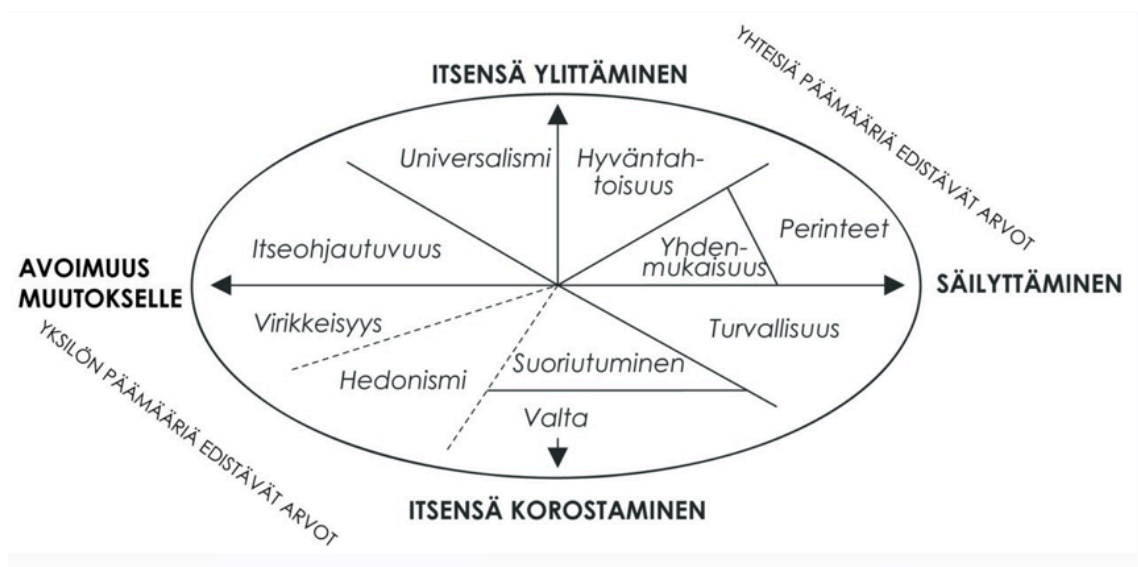 ITSENSÄ YLITTÄMINEN
YHTEISIÄ PÄÄMÄÄRIÄ EDISTÄVÄT ARVOT
Universalismi
Hyväntah-
toisuus
Perinteet
Itseohjautuvuus
Yhden-
mukaisuus
AVOIMUUS
MUUTOKSELLE
SÄILYTTÄMINEN
Virikkeisyys
Turvallisuus
Suoriutuminen
Hedonismi
Valta
YKSILÖN PÄÄMÄÄRIÄ EDISTÄVÄT ARVOT
ITSENSÄ KOROSTAMINEN